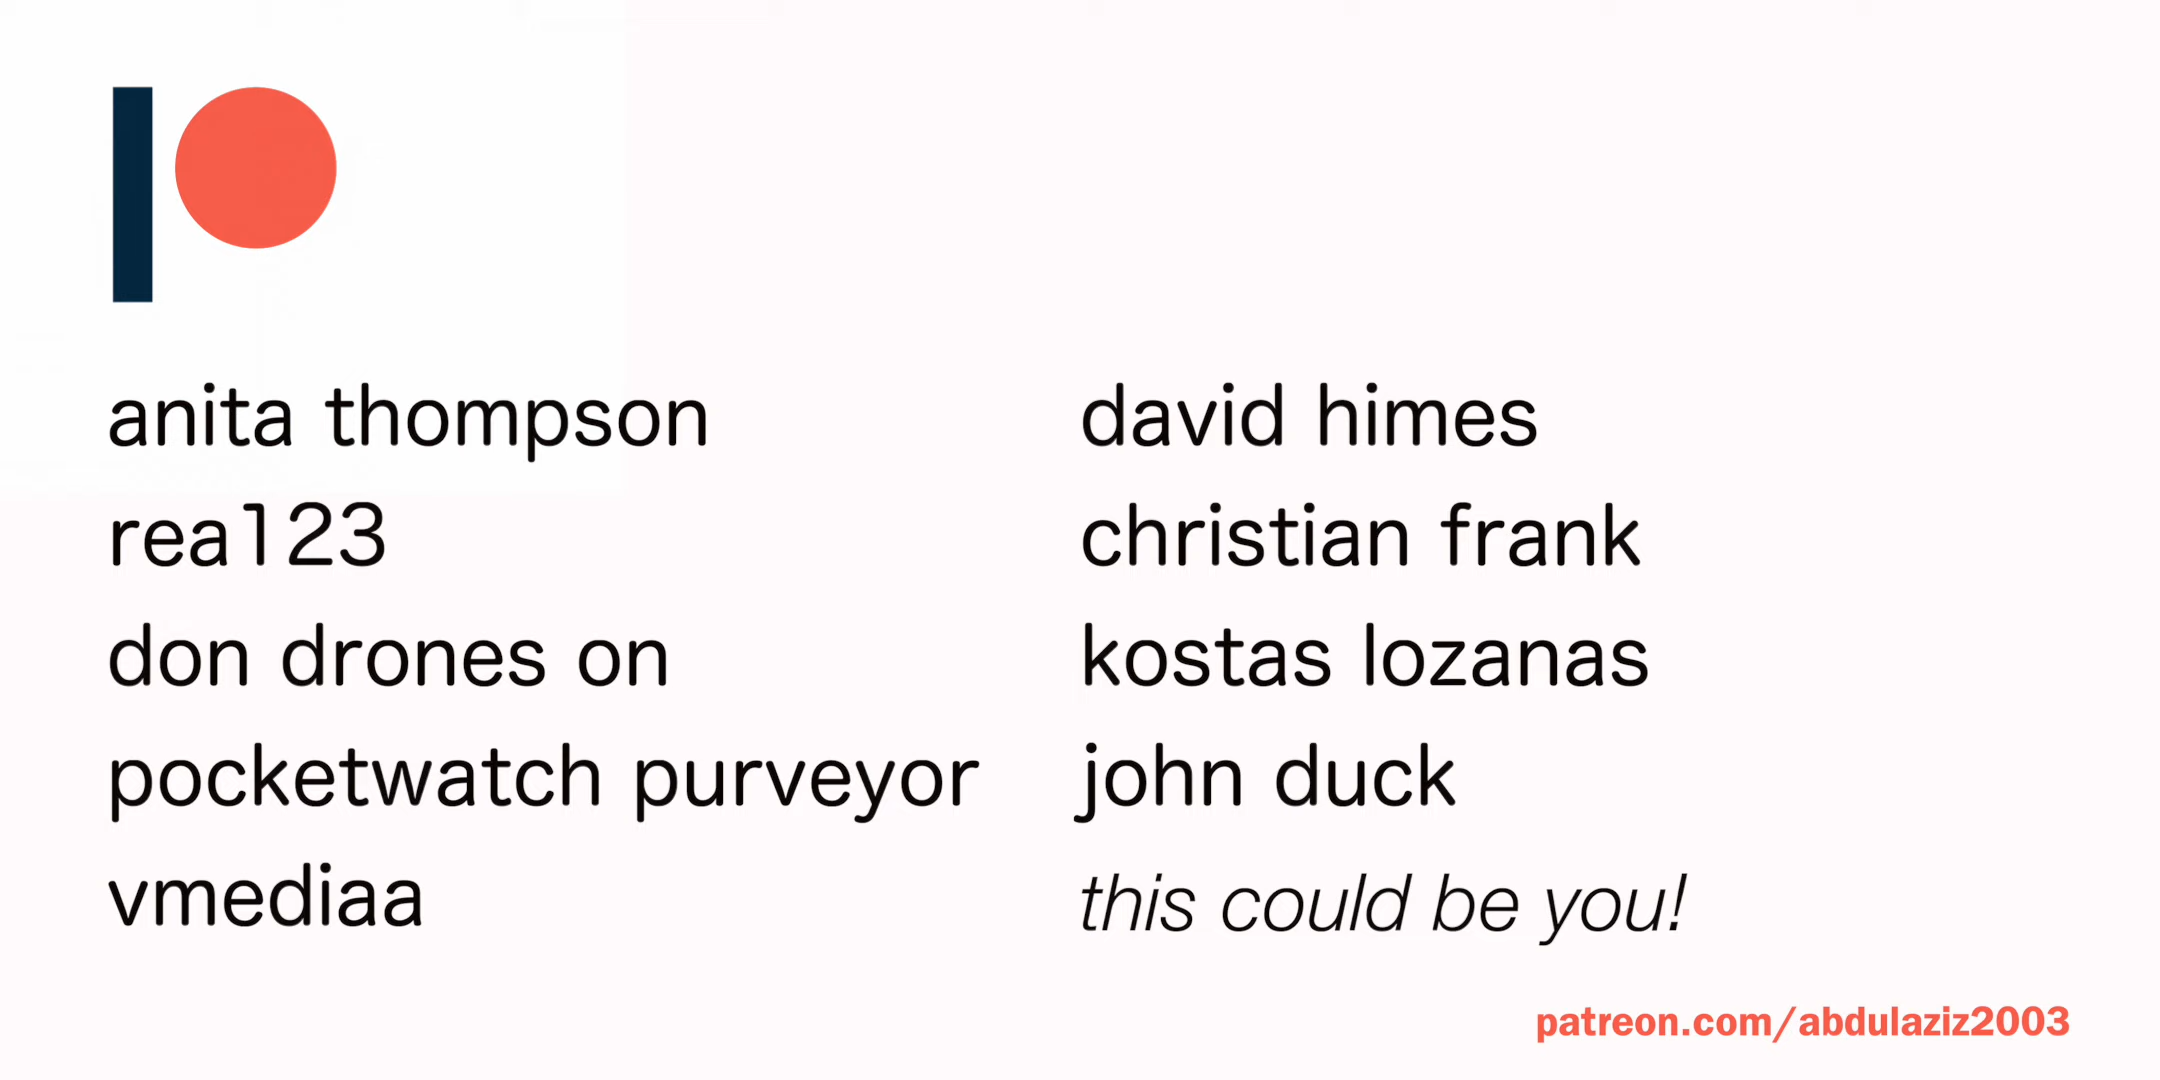 anita thompson
rea123
don drones on
pocketwatch purveyor
vmediaa
david himes
christian frank
kostas lozanas
john duck
this could be you!
patreon.com/abdulaziz2003